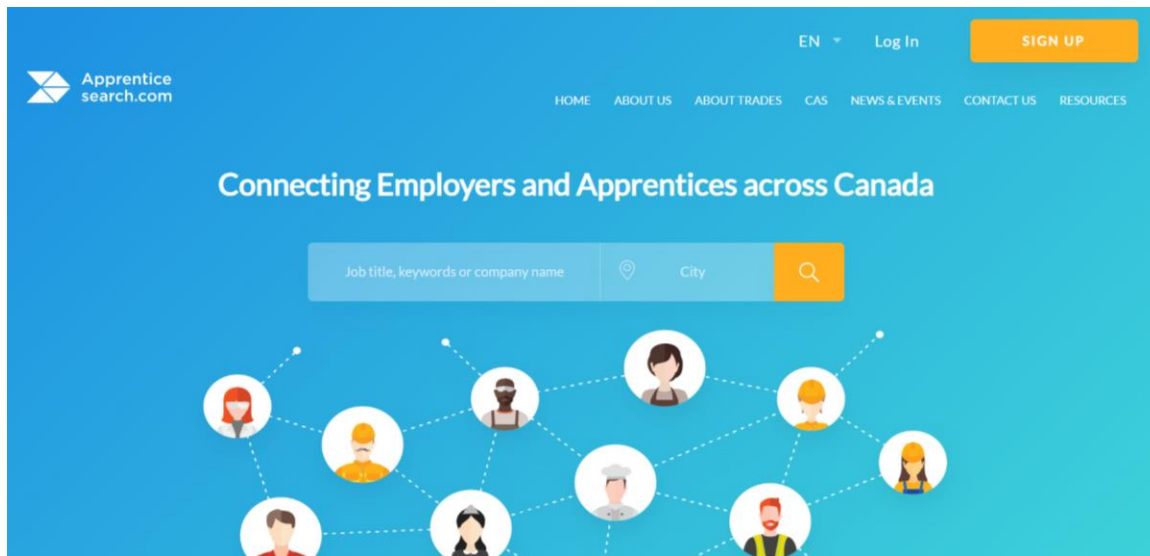 EN Log In SIGN UP
Apprentice
search.com
HOME ABOUT US ABOUT TRADES CAS NEWS & EVENTS CONTACT US RESOURCES
Connecting Employers and Apprentices across Canada
Job title, keywords or company name City